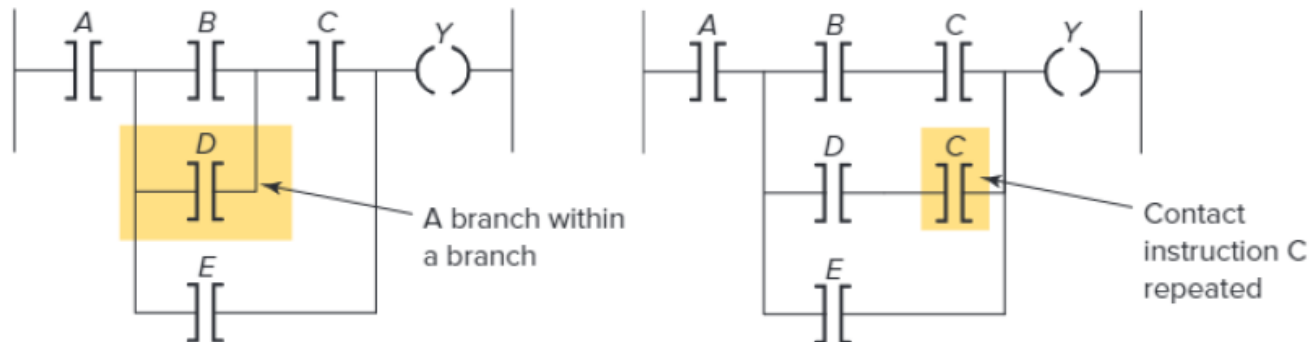 A B C Y
D
A branch within
a branch
E
A B C Y
D C
Contact
instruction C
repeated
E